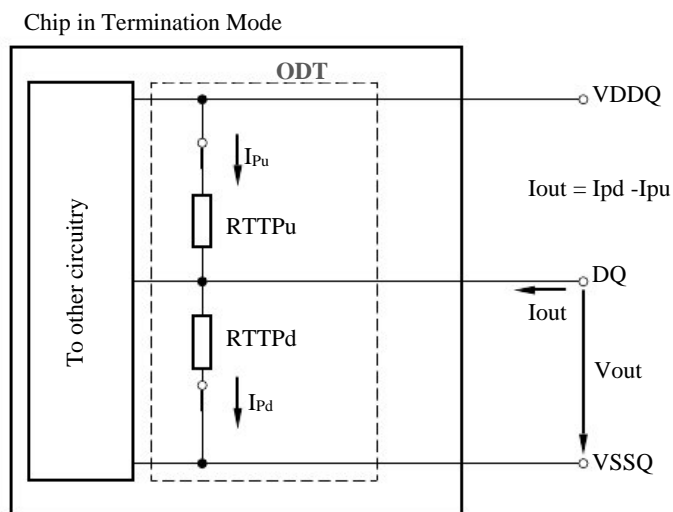 Chip in Termination Mode
ODT
VDDQ
IPu
Iout = Ipd -Ipu
RTTPu
To other circuitry
DQ
Iout
RTTPd
Vout
IPd
VSSQ